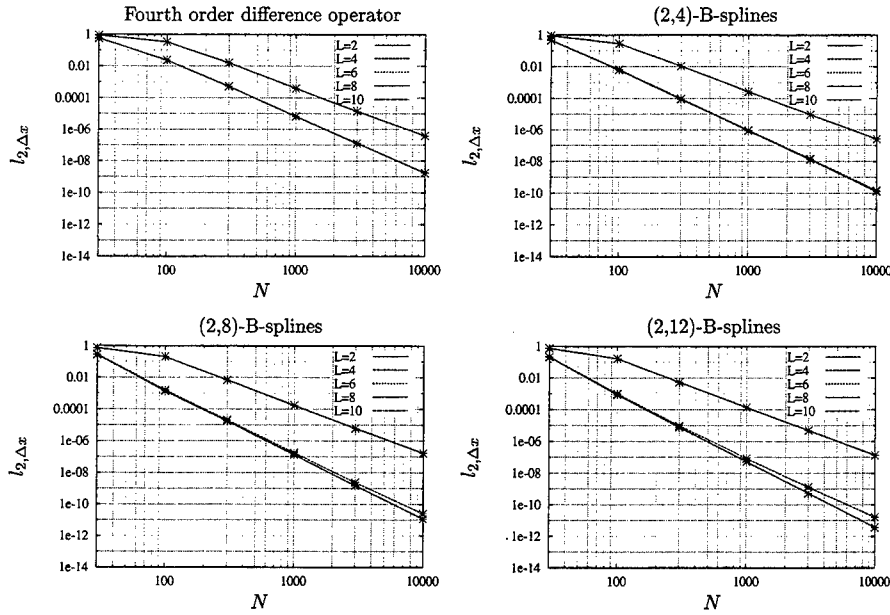 Fourth order difference operator
1
0.01
0.0001
1e-06
1e-08
1e-10
1e-12
1e-14
l2,Δx
L=2
L=4
L=6
L=8
L=10
100
1000
10000
N
(2,4)-B-splines
1
0.01
0.0001
1e-06
1e-08
1e-10
1e-12
1e-14
l2,Δx
L=2
L=4
L=6
L=8
L=10
100
1000
10000
N
(2,8)-B-splines
1
0.01
0.0001
1e-06
1e-08
1e-10
1e-12
1e-14
l2,Δx
L=2
L=4
L=6
L=8
L=10
100
1000
10000
N
(2,12)-B-splines
1
0.01
0.0001
1e-06
1e-08
1e-10
1e-12
1e-14
l2,Δx
L=2
L=4
L=6
L=8
L=10
100
1000
10000
N